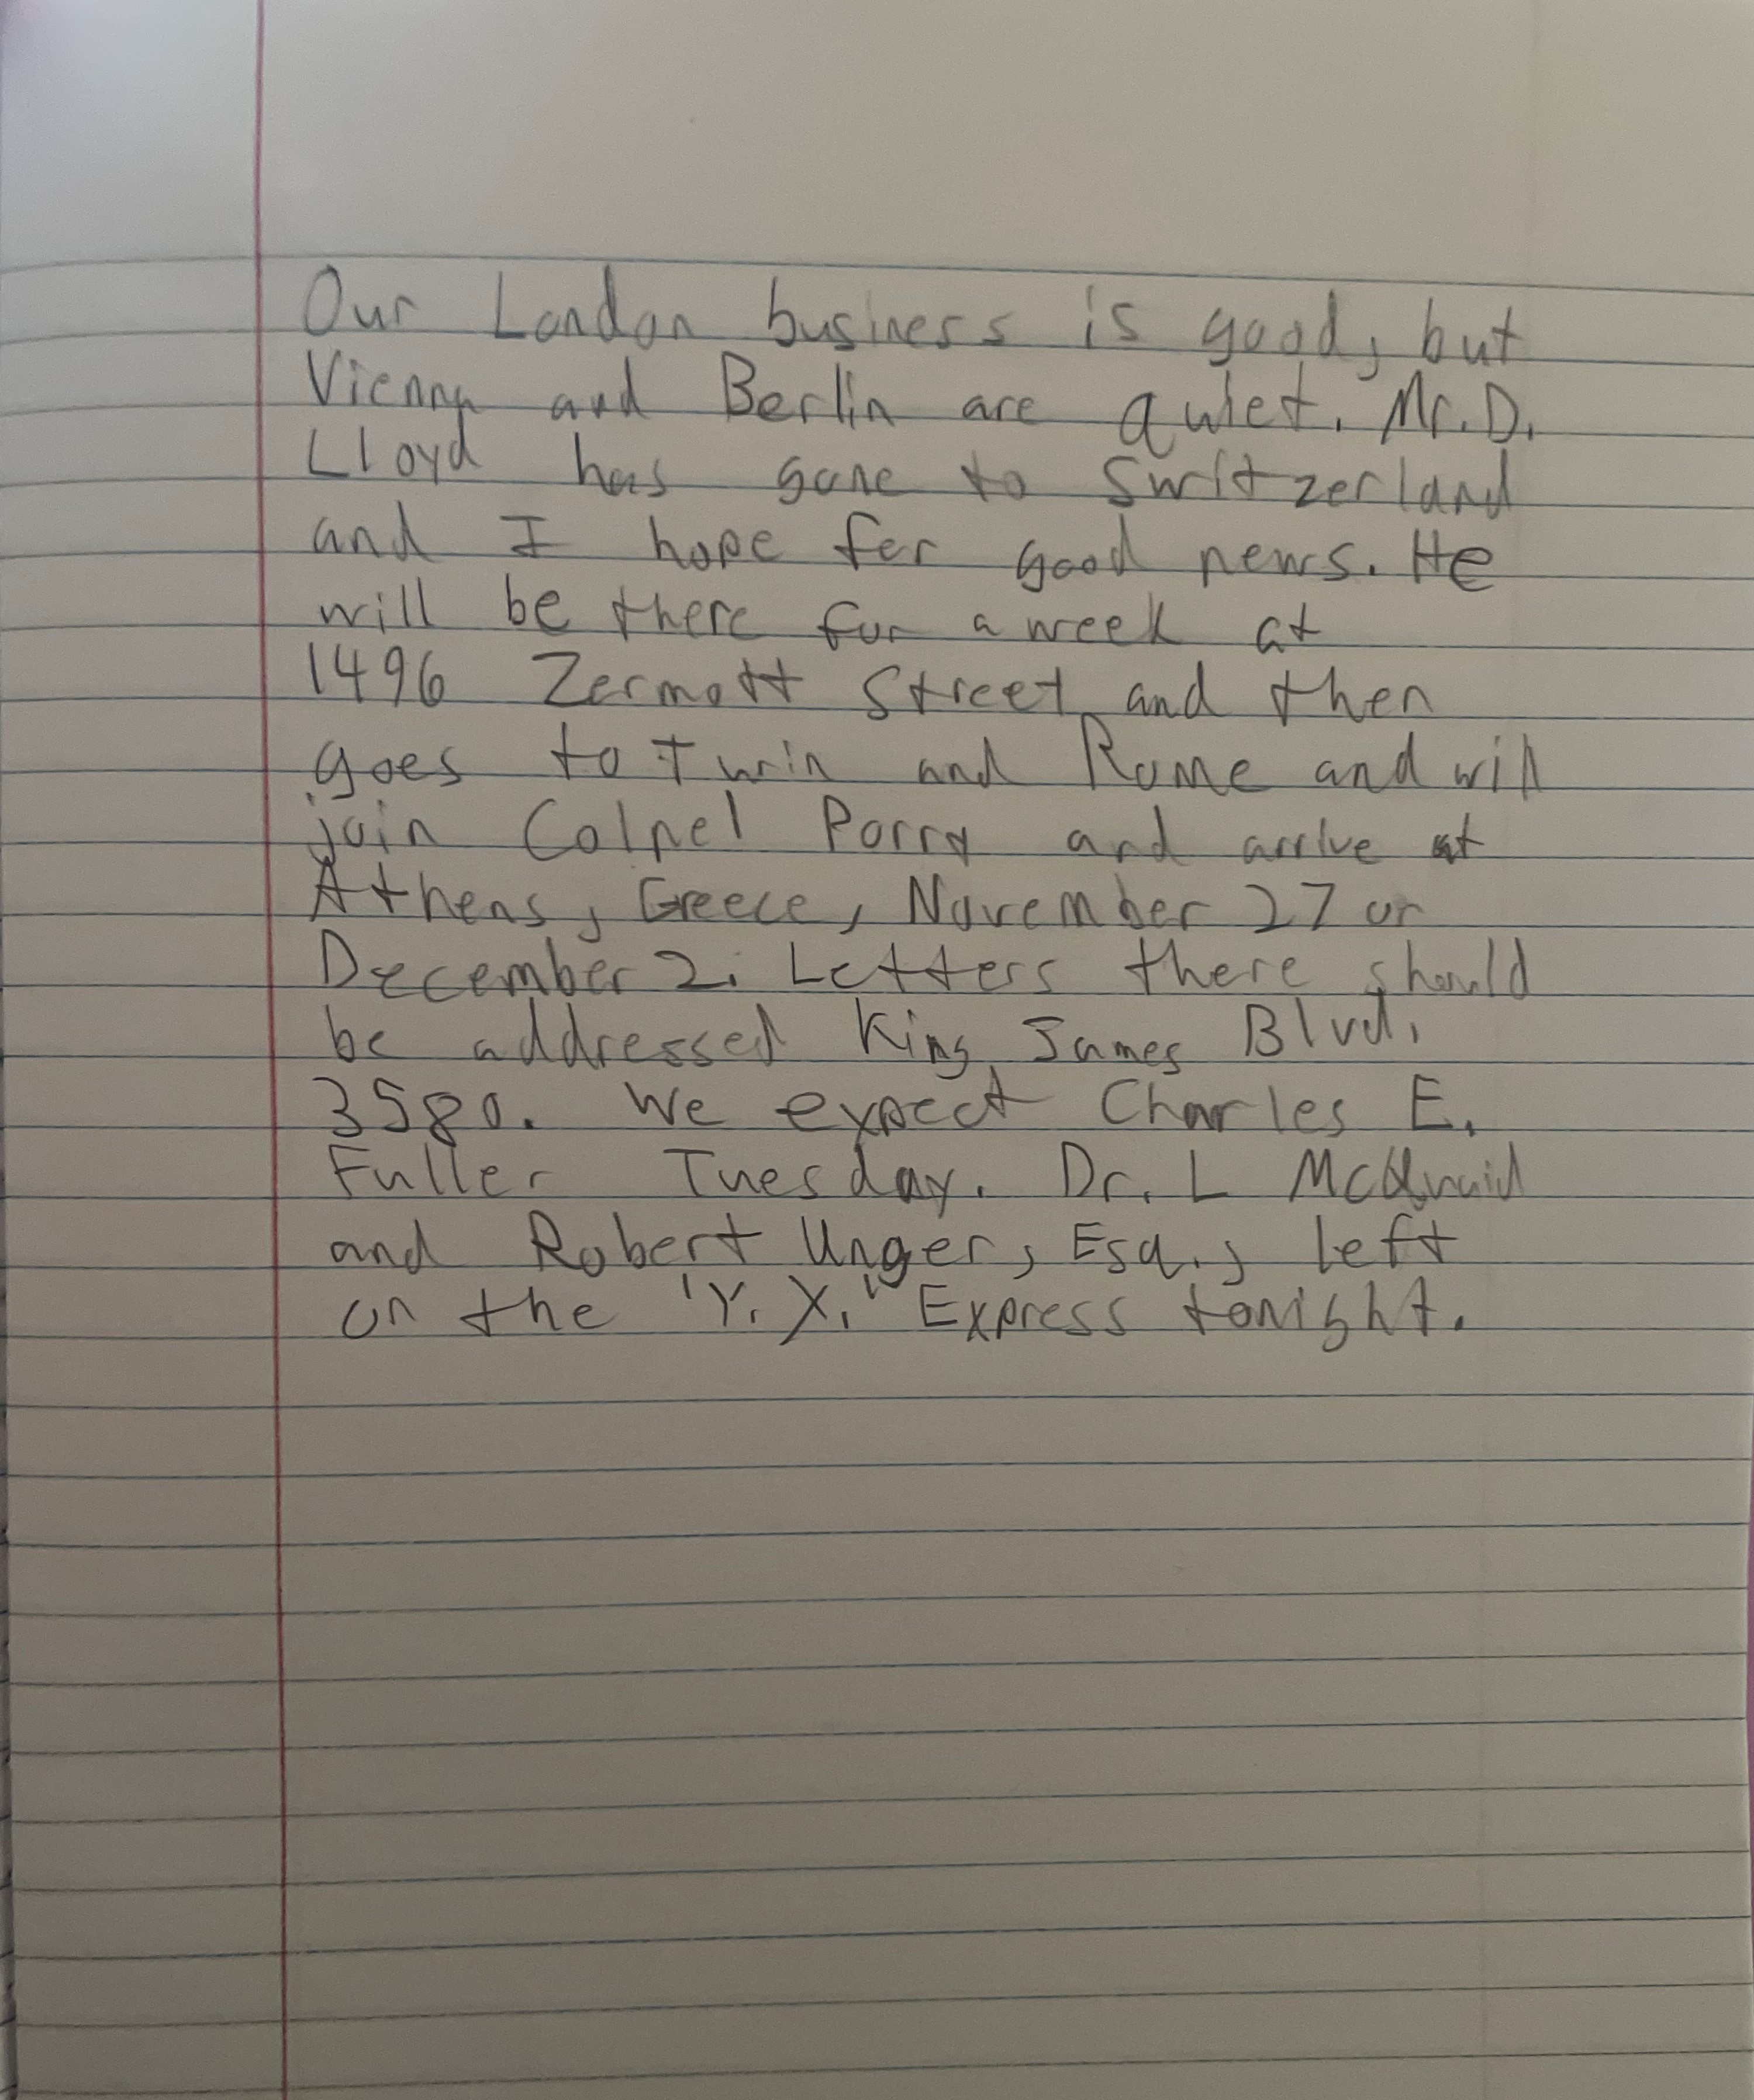 Our London business is good, but
Vienna and Berlin are quiet. Mr. D.
Lloyd has gone to Switzerland
and I hope for good news. He
will be there for a week at
1496 Zermott Street and then
goes to Turin and Rome and will
join Colnel Parry and arrive at
Athens, Greece, November 27 or
December 2. Letters there should
be addressed King James Blvd.
3580. We expect Charles E.
Fuller Tuesday. Dr. L McQuaid
and Robert Unger, Esq., left
on the 'Y. X." Express tonight.